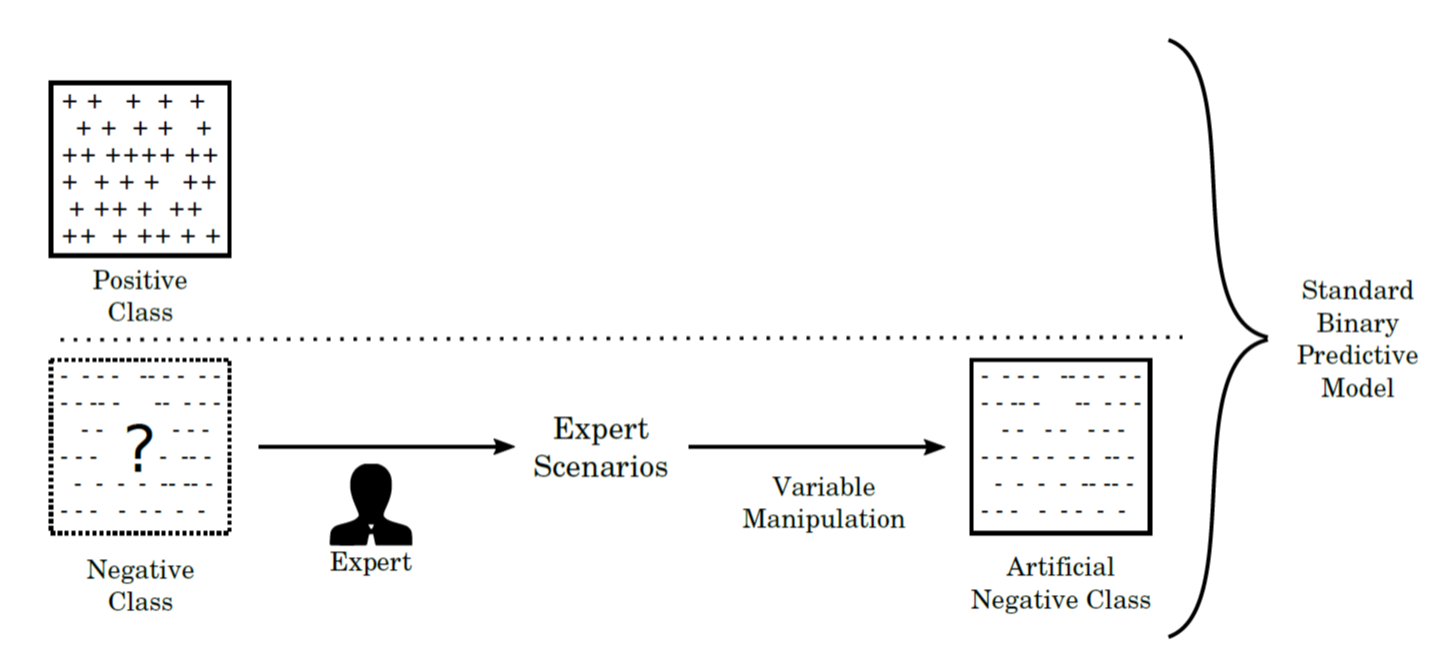 + + + + +
+ + + + +
++ ++++ ++
+ + + + ++
+ ++ + ++
++ + ++ + +
Positive
Class
- - - - -- - - - -
- - -- - -- - - -
- - ? - - -
- - - - -- -
- - - - -- -- -
- - - - - - - -
Negative
Class
Expert
Expert
Scenarios
Variable
Manipulation
- - - - -- - - - -
- - -- - -- - - -
- - - - - - -
- - - -- - - -- -
- - - - -- -- -
- - - - - - - -
Artificial
Negative Class
Standard
Binary
Predictive
Model